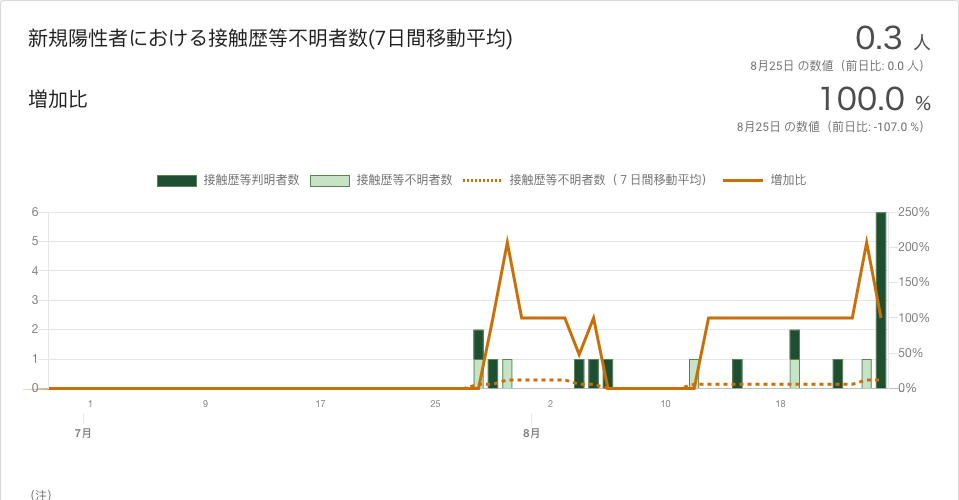 新規陽性者における接触歴等不明者数(7日間移動平均)
0.3 人
8月25日 の数値（前日比: 0.0 人）
増加比
100.0 %
8月25日 の数値（前日比: -107.0 %）
接触歴等判明者数 接触歴等不明者数 接触歴等不明者数（７日間移動平均） 増加比
6 250%
5 200%
4 150%
3 100%
2 50%
1 0%
0
1 9 17 25 2 10 18
7月 8月
（注）